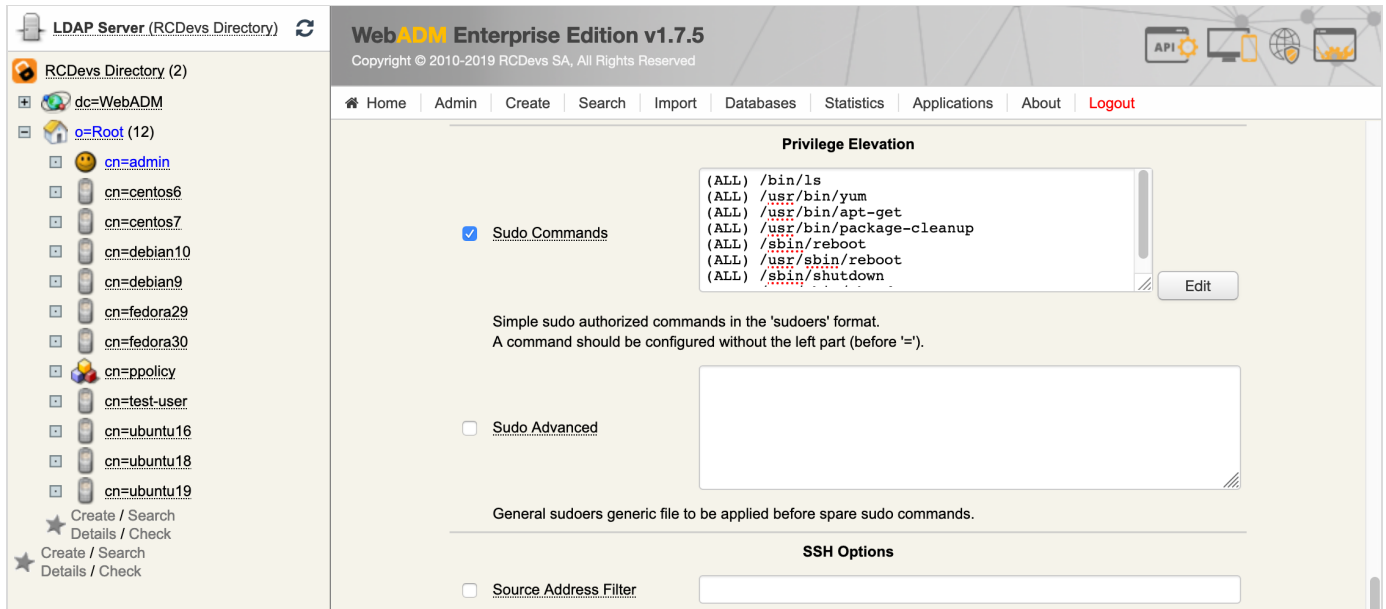 LDAP Server (RCDevs Directory)
RCDevs Directory (2)
dc=WebADM
o=Root (12)
cn=admin
cn=centos6
cn=centos7
cn=debian10
cn=debian9
cn=fedora29
cn=fedora30
cn=ppolicy
cn=test-user
cn=ubuntu16
cn=ubuntu18
cn=ubuntu19
Create / Search
Details / Check
Create / Search
Details / Check
WebADM Enterprise Edition v1.7.5
Copyright © 2010-2019 RCDevs SA, All Rights Reserved
API
Home Admin Create Search Import Databases Statistics Applications About Logout
Privilege Elevation
Sudo Commands
(ALL) /bin/ls
(ALL) /usr/bin/yum
(ALL) /usr/bin/apt-get
(ALL) /usr/bin/package-cleanup
(ALL) /sbin/reboot
(ALL) /usr/sbin/reboot
(ALL) /sbin/shutdown
Edit
Simple sudo authorized commands in the 'sudoers' format.
A command should be configured without the left part (before '=').
Sudo Advanced
General sudoers generic file to be applied before spare sudo commands.
SSH Options
Source Address Filter